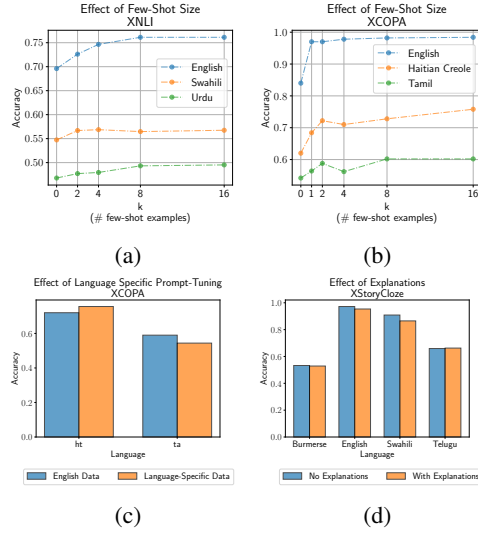 Effect of Few-Shot Size
XNLI
Accuracy
0.75
0.70
0.65
0.60
0.55
0.50
English
Swahili
Urdu
0 2 4 8 16
k
(# few-shot examples)
(a)
Effect of Few-Shot Size
XCOPA
Accuracy
1.0
0.9
0.8
0.7
0.6
English
Haitian Creole
Tamil
0 1 2 4 8 16
k
(# few-shot examples)
(b)
Effect of Language Specific Prompt-Tuning
XCOPA
Accuracy
0.6
0.4
0.2
0.0
ht ta
Language
English Data Language-Specific Data
(c)
Effect of Explanations
XStoryCloze
Accuracy
1.0
0.8
0.6
0.4
0.2
0.0
Burmerse English Swahili Telugu
Language
No Explanations With Explanations
(d)